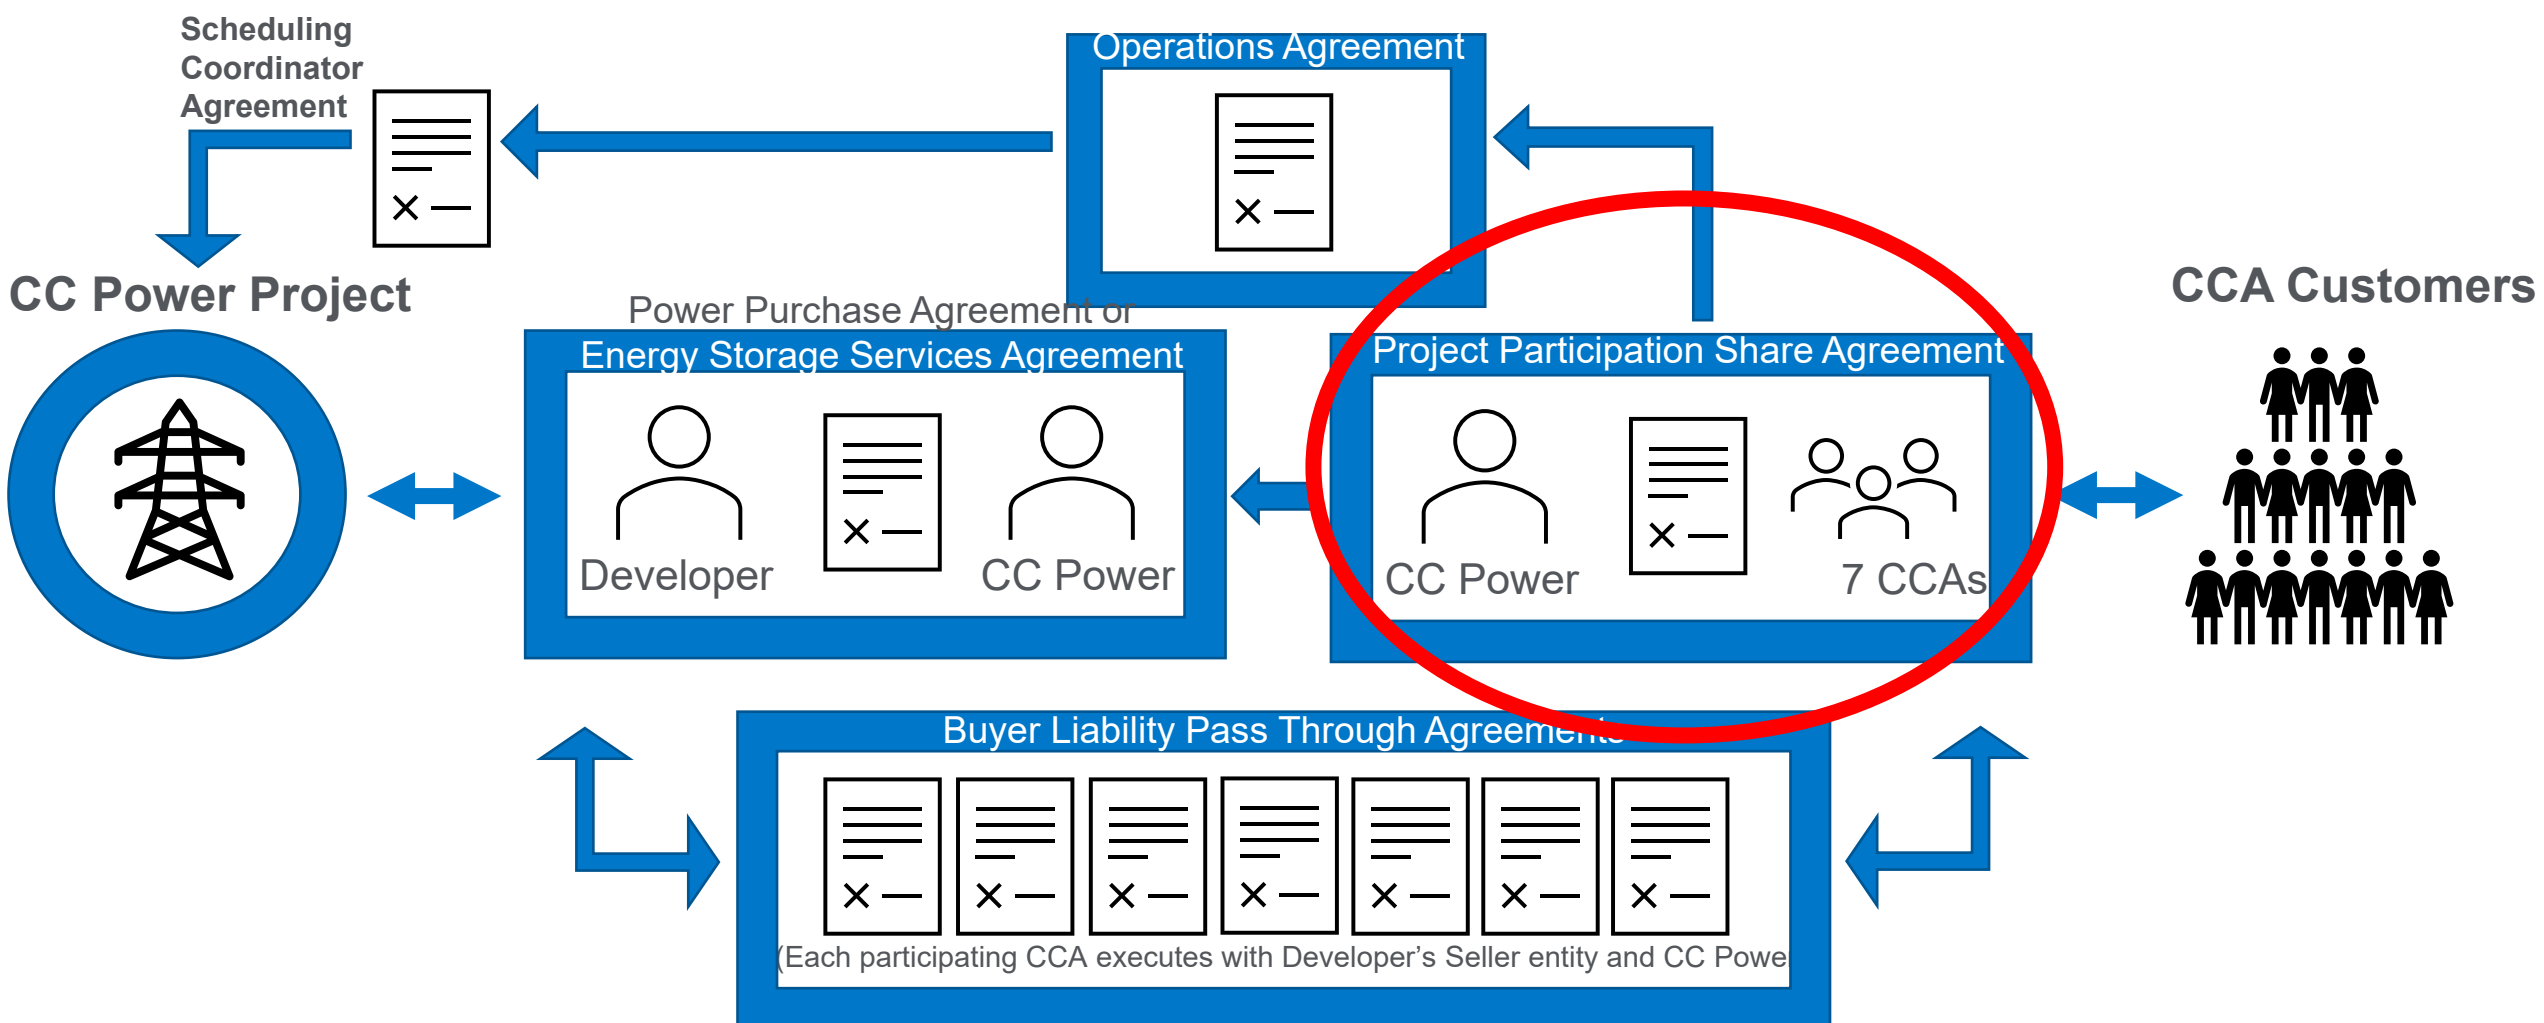 Scheduling
Coordinator
Agreement
Operations Agreement
CC Power Project
CCA Customers
Power Purchase Agreement or
Energy Storage Services Agreement
Project Participation Share Agreement
Developer
CC Power
CC Power
7 CCAs
Buyer Liability Pass Through Agreements
(Each participating CCA executes with Developer's Seller entity and CC Powe